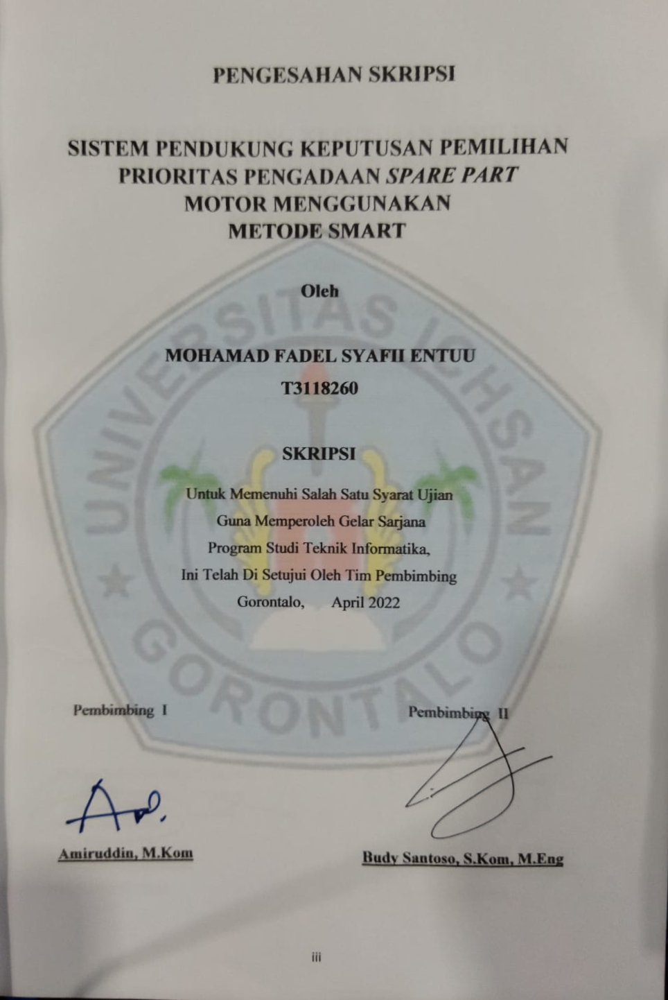 PENGESAHAN SKRIPSI
SISTEM PENDUKUNG KEPUTUSAN PEMILIHAN
PRIORITAS PENGADAAN SPARE PART
MOTOR MENGGUNAKAN
METODE SMART
Oleh
MOHAMAD FADEL SYAFII ENTUU
T3118260
SKRIPSI
Untuk Memenuhi Salah Satu Syarat Ujian
Guna Memperoleh Gelar Sarjana
Program Studi Teknik Informatika,
Ini Telah Di Setujui Oleh Tim Pembimbing
Gorontalo, April 2022
UNIVERSITAS ICHSAN
GORONTALO
Pembimbing I
Pembimbing II
Amiruddin, M.Kom
Budy Santoso, S.Kom, M.Eng
iii